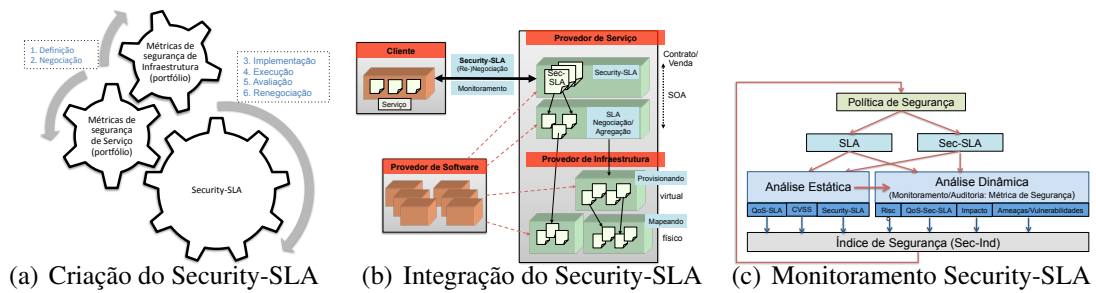 1. Definição
2. Negociação
Métricas de
segurança de
Infraestrutura
(portfólio)
3. Implementação
4. Execução
5. Avaliação
6. Renegociação
Métricas
de
segurança
de Serviço
(portfólio)
Security-SLA
(a) Criação do Security-SLA
Provedor de Serviço
Cliente
Serviço
Security-SLA
(Re-)Negociação
Monitoramento
Sec-
SLA
Security-SLA
Contrato/
Venda
SOA
SLA
Negociação/
Agregação
Provedor de Software
Provedor de Infraestrutura
Provisionando
virtual
Mapeando
físico
(b) Integração do Security-SLA
Política de Segurança
SLA
Sec-SLA
Análise Estática
Análise Dinâmica
(Monitoramento/Auditoria: Métrica de Segurança)
QoS-SLA
CVSS
Security-SLA
Risc
o
QoS-Sec-SLA
Impacto
Ameaças/Vulnerabilidades
Índice de Segurança (Sec-Ind)
(c) Monitoramento Security-SLA